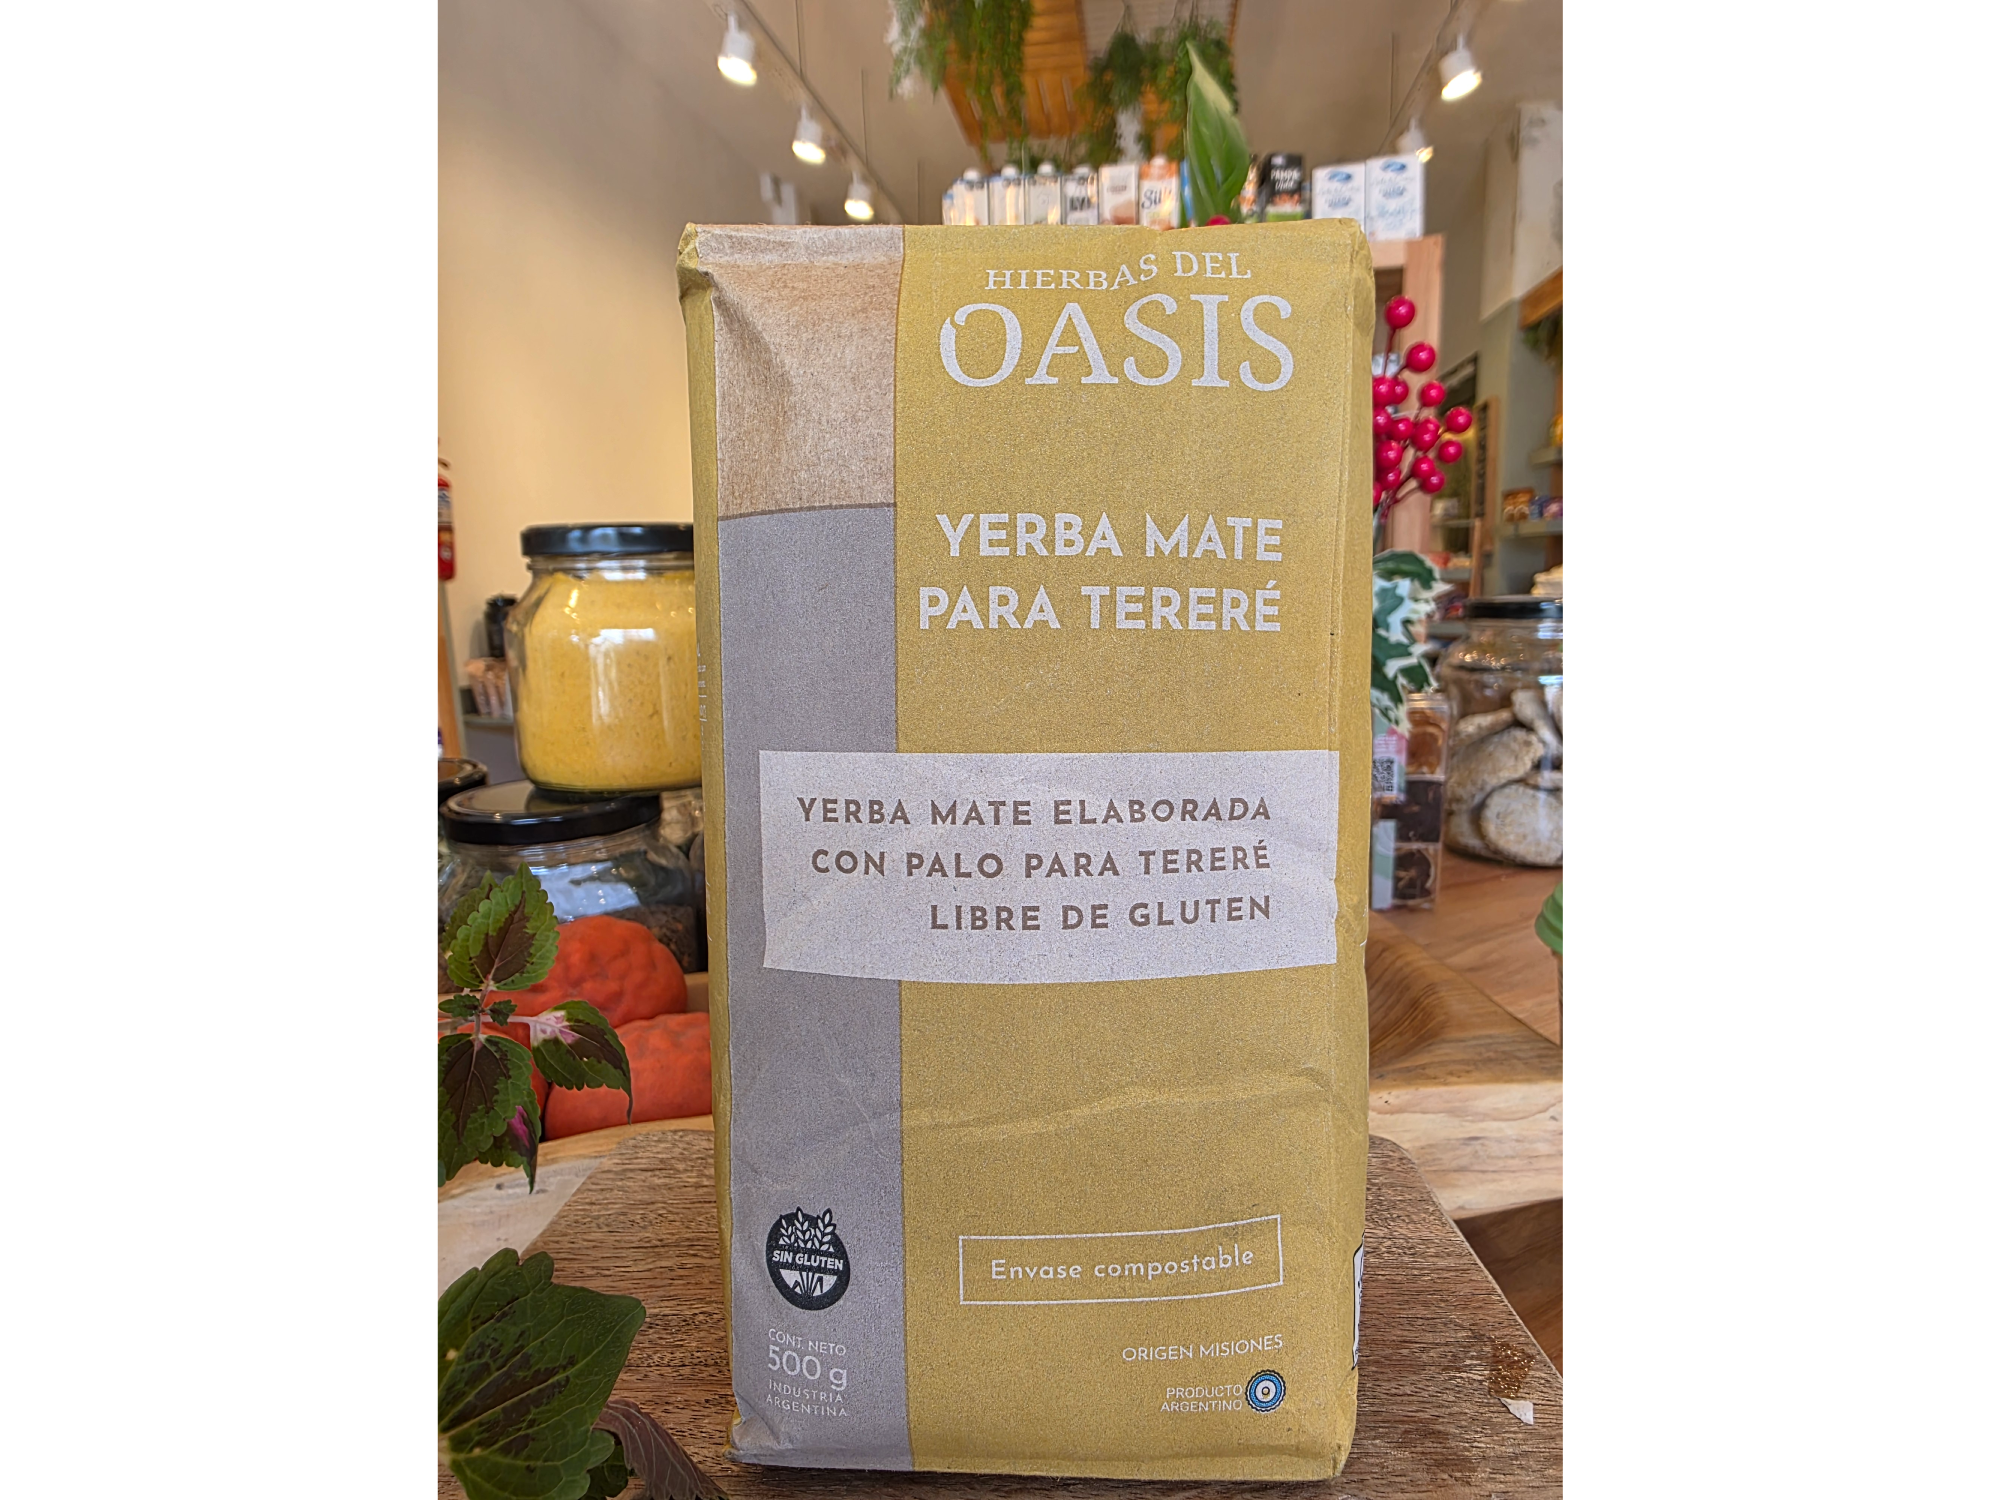 Sil
HIERBAS DEL
OASIS
YERBA MATE
PARA TERERÉ
YERBA MATE ELABORADA
CON PALO PARA TERERÉ
LIBRE DE GLUTEN
SIN GLUTEN
Envase compostable
CONT. NETO
500 g
INDUSTRIA
ARGENTINA
ORIGEN MISIONES
PRODUCTO
ARGENTINO